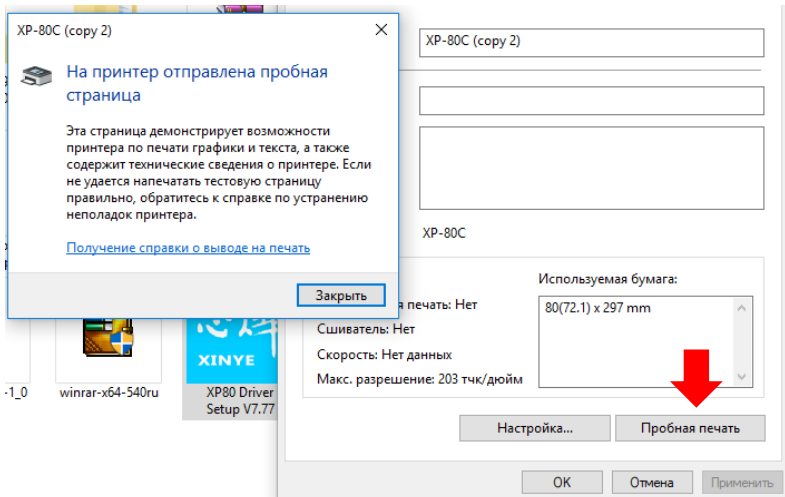 XP-80C (copy 2)
На принтер отправлена пробная
страница
Эта страница демонстрирует возможности
принтера по печати графики и текста, а также
содержит технические сведения о принтере. Если
не удается напечатать тестовую страницу
правильно, обратитесь к справке по устранению
неполадок принтера.
Получение справки о выводе на печать
Закрыть
XP-80C (copy 2)
XP-80C
Используемая бумага:
печать: Нет
80(72.1) x 297 mm
Сшиватель: Нет
Скорость: Нет данных
Макс. разрешение: 203 тчк/дюйм
Настройка...
Пробная печать
OK
Отмена
Применить
XINYE
-1_0
winrar-x64-540ru
XP80 Driver
Setup V7.77